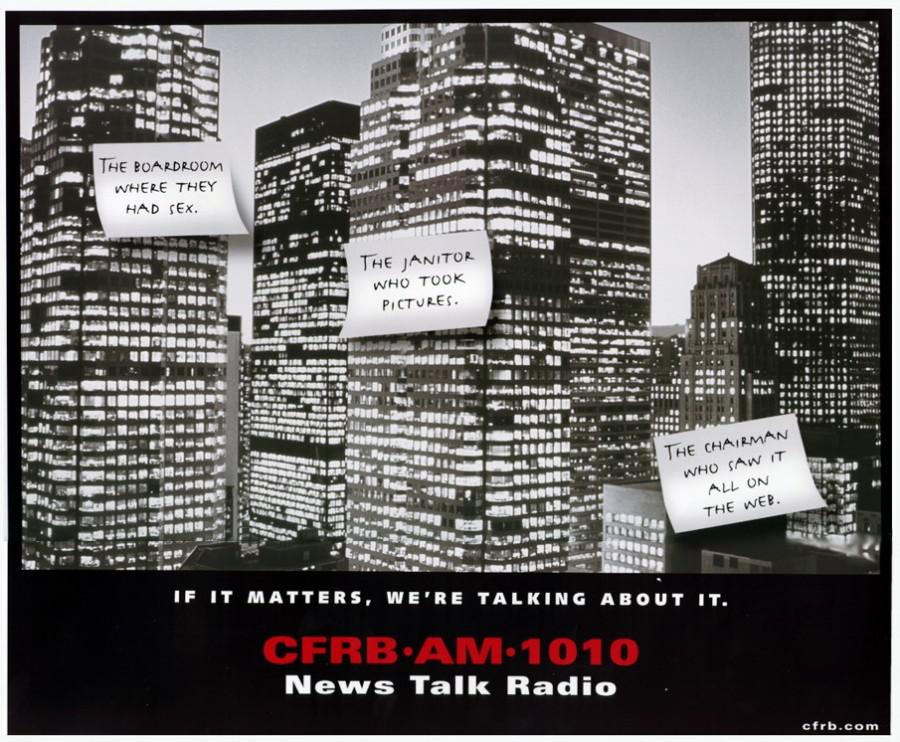 THE BOARDROOM
WHERE THEY
HAD SEX.
THE JANITOR
WHO TOOK
PICTURES.
THE CHAIRMAN
WHO SAW IT
ALL ON
THE WEB.
IF IT MATTERS, WE'RE TALKING ABOUT IT.
CFRB·AM·1010
News Talk Radio
cfrb.com